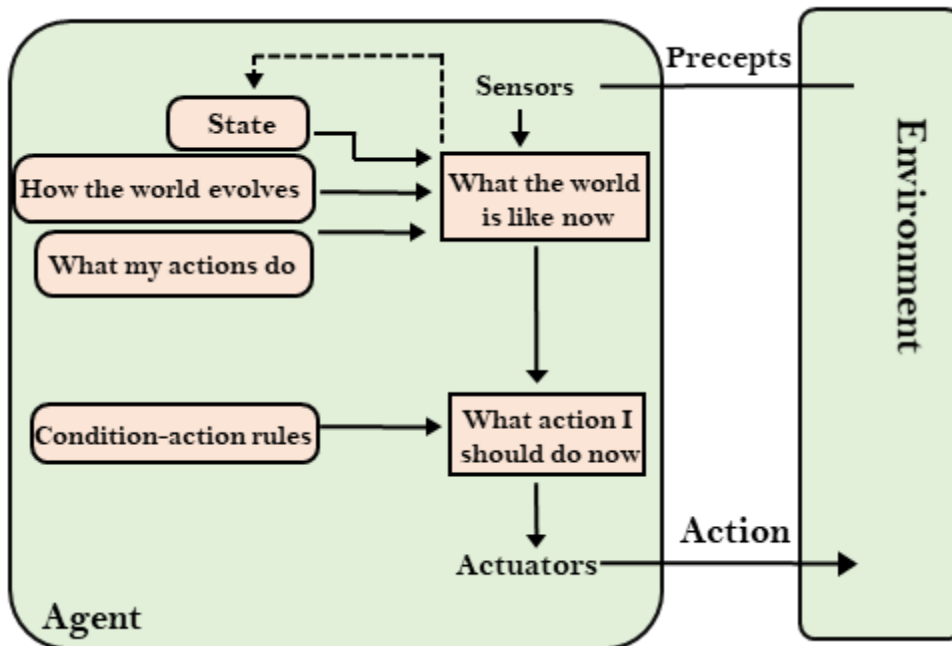 Precepts
Sensors
State
How the world evolves
What the world
is like now
What my actions do
Environment
Condition-action rules
What action I
should do now
Action
Actuators
Agent